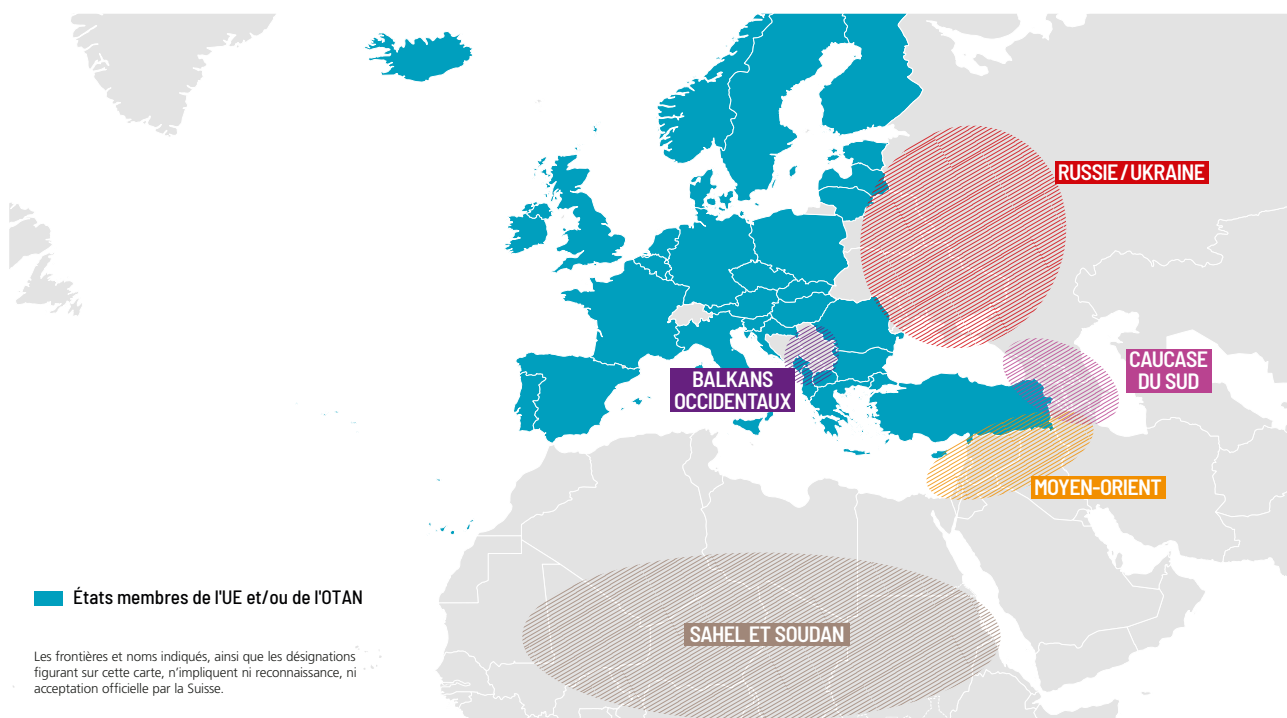 RUSSIE/UKRAINE
CAUCASE
DU SUD
BALKANS
OCCIDENTAUX
MOYEN-ORIENT
États membres de l'UE et/ou de l'OTAN
SAHEL ET SOUDAN
Les frontières et noms indiqués, ainsi que les désignations
figurant sur cette carte, n’impliquent ni reconnaissance, ni
acceptation officielle par la Suisse.